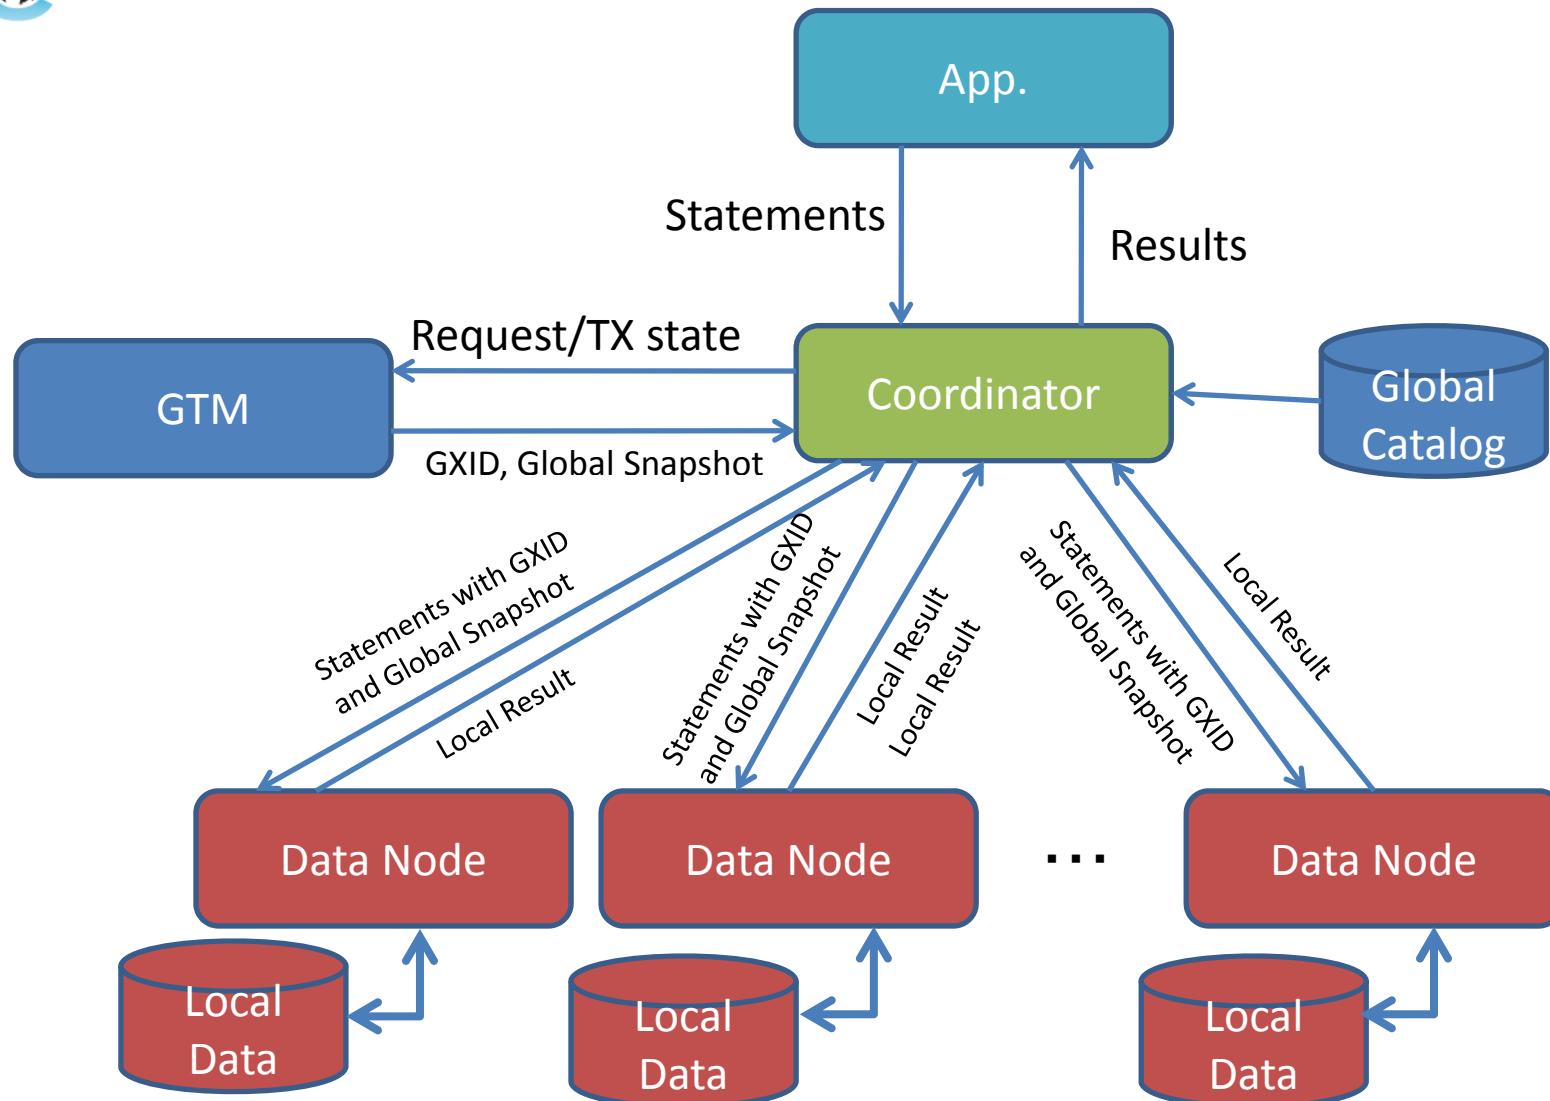 App.
Statements
Results
Request/TX state
GTM
Coordinator
Global
Catalog
GXID, Global Snapshot
Statements with GXID
and Global Snapshot
Local Result
Statements with GXID
and Global Snapshot
Local Result
Local Result
Statements with GXID
and Global Snapshot
Local Result
Data Node
Data Node
...
Data Node
Local
Data
Local
Data
Local
Data